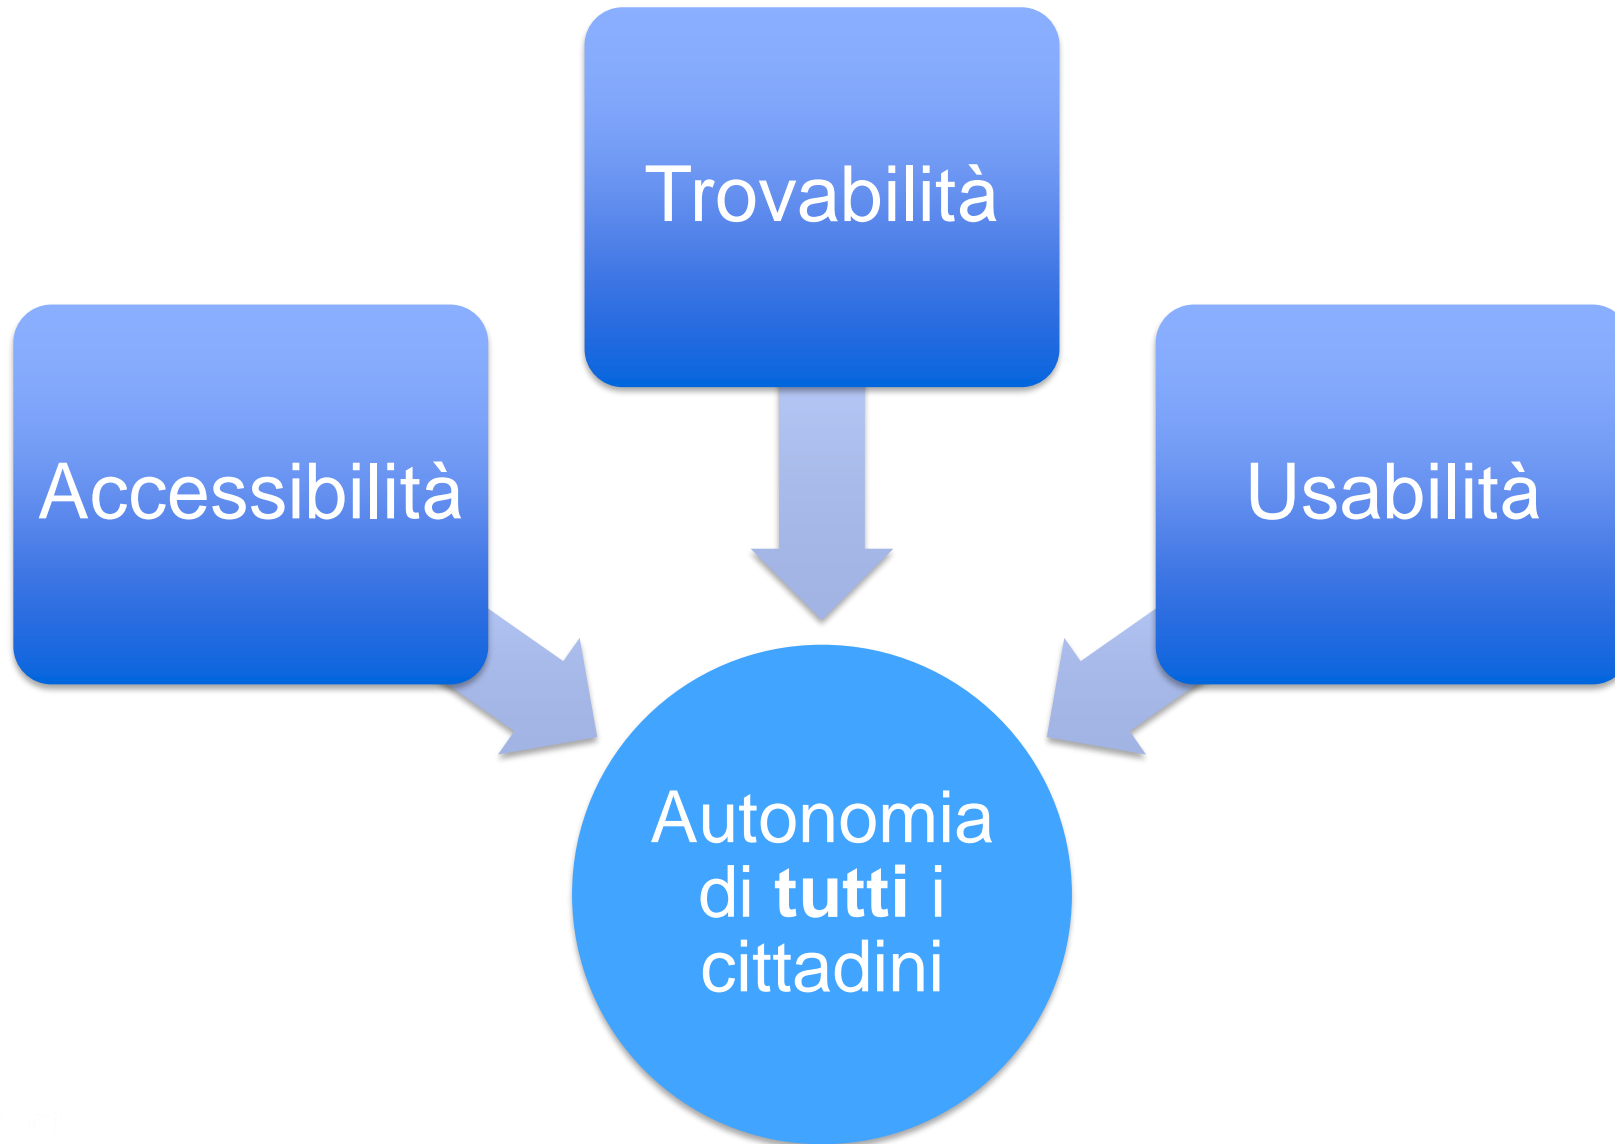 Trovabilità
Accessibilità
Usabilità
Autonomia
di tutti i
cittadini